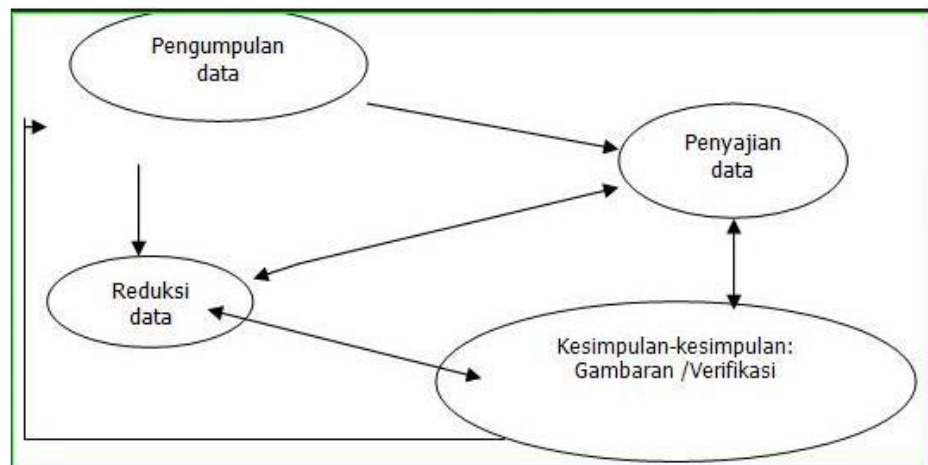 Pengumpulan
data
Penyajian
data
Reduksi
data
Kesimpulan-kesimpulan:
Gambaran /Verifikasi